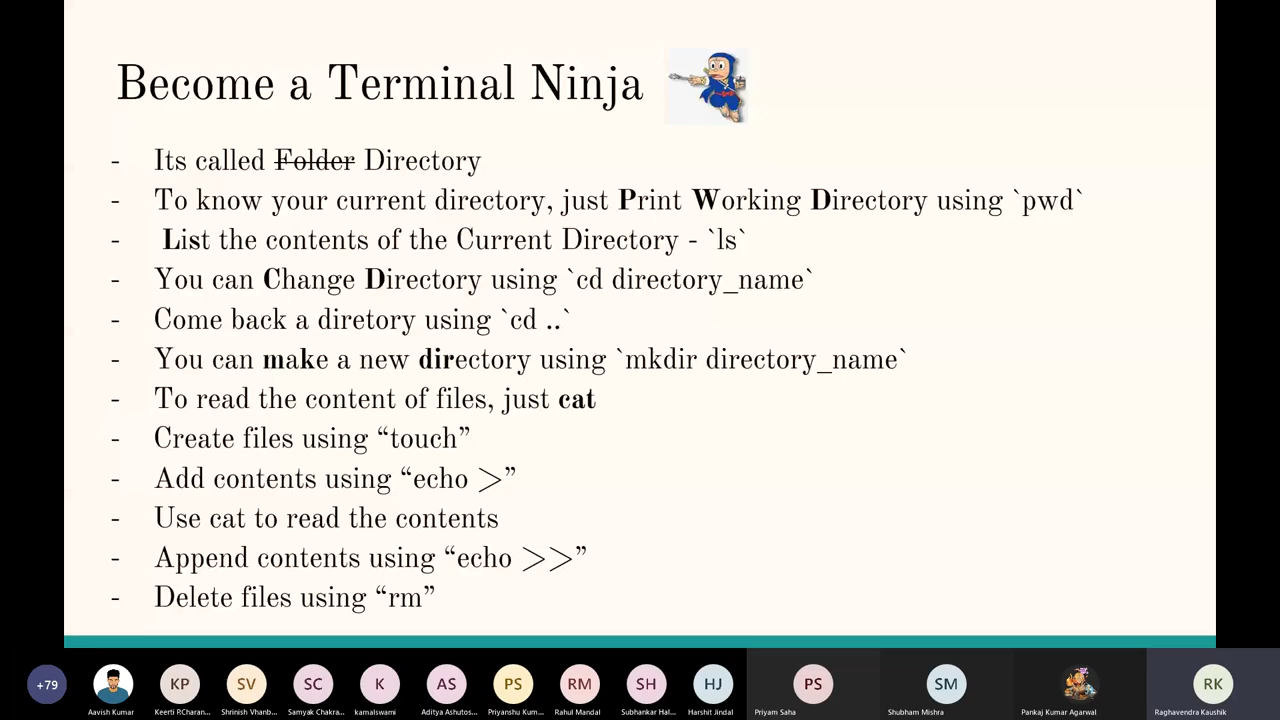 Become a Terminal Ninja
- Its called Folder Directory
- To know your current directory, just Print Working Directory using `pwd`
- List the contents of the Current Directory - `ls`
- You can Change Directory using `cd directory_name`
- Come back a diretory using `cd ..`
- You can make a new directory using `mkdir directory_name`
- To read the content of files, just cat
- Create files using “touch”
- Add contents using “echo >”
- Use cat to read the contents
- Append contents using “echo >>”
- Delete files using “rm”
+79 KP SV SC K AS PS RM SH HJ PS SM RK
Aavish Kumar Keerti P.Charan... Shrinish Vhanb... Samyak Chakra... kamalswami Aditya Ashutos... Priyanshu Kum... Rahul Mandal Subhankar Hal... Harshit Jindal Priyam Saha Shubham Mishra Pankaj Kumar Agarwal Raghavendra Kaushik